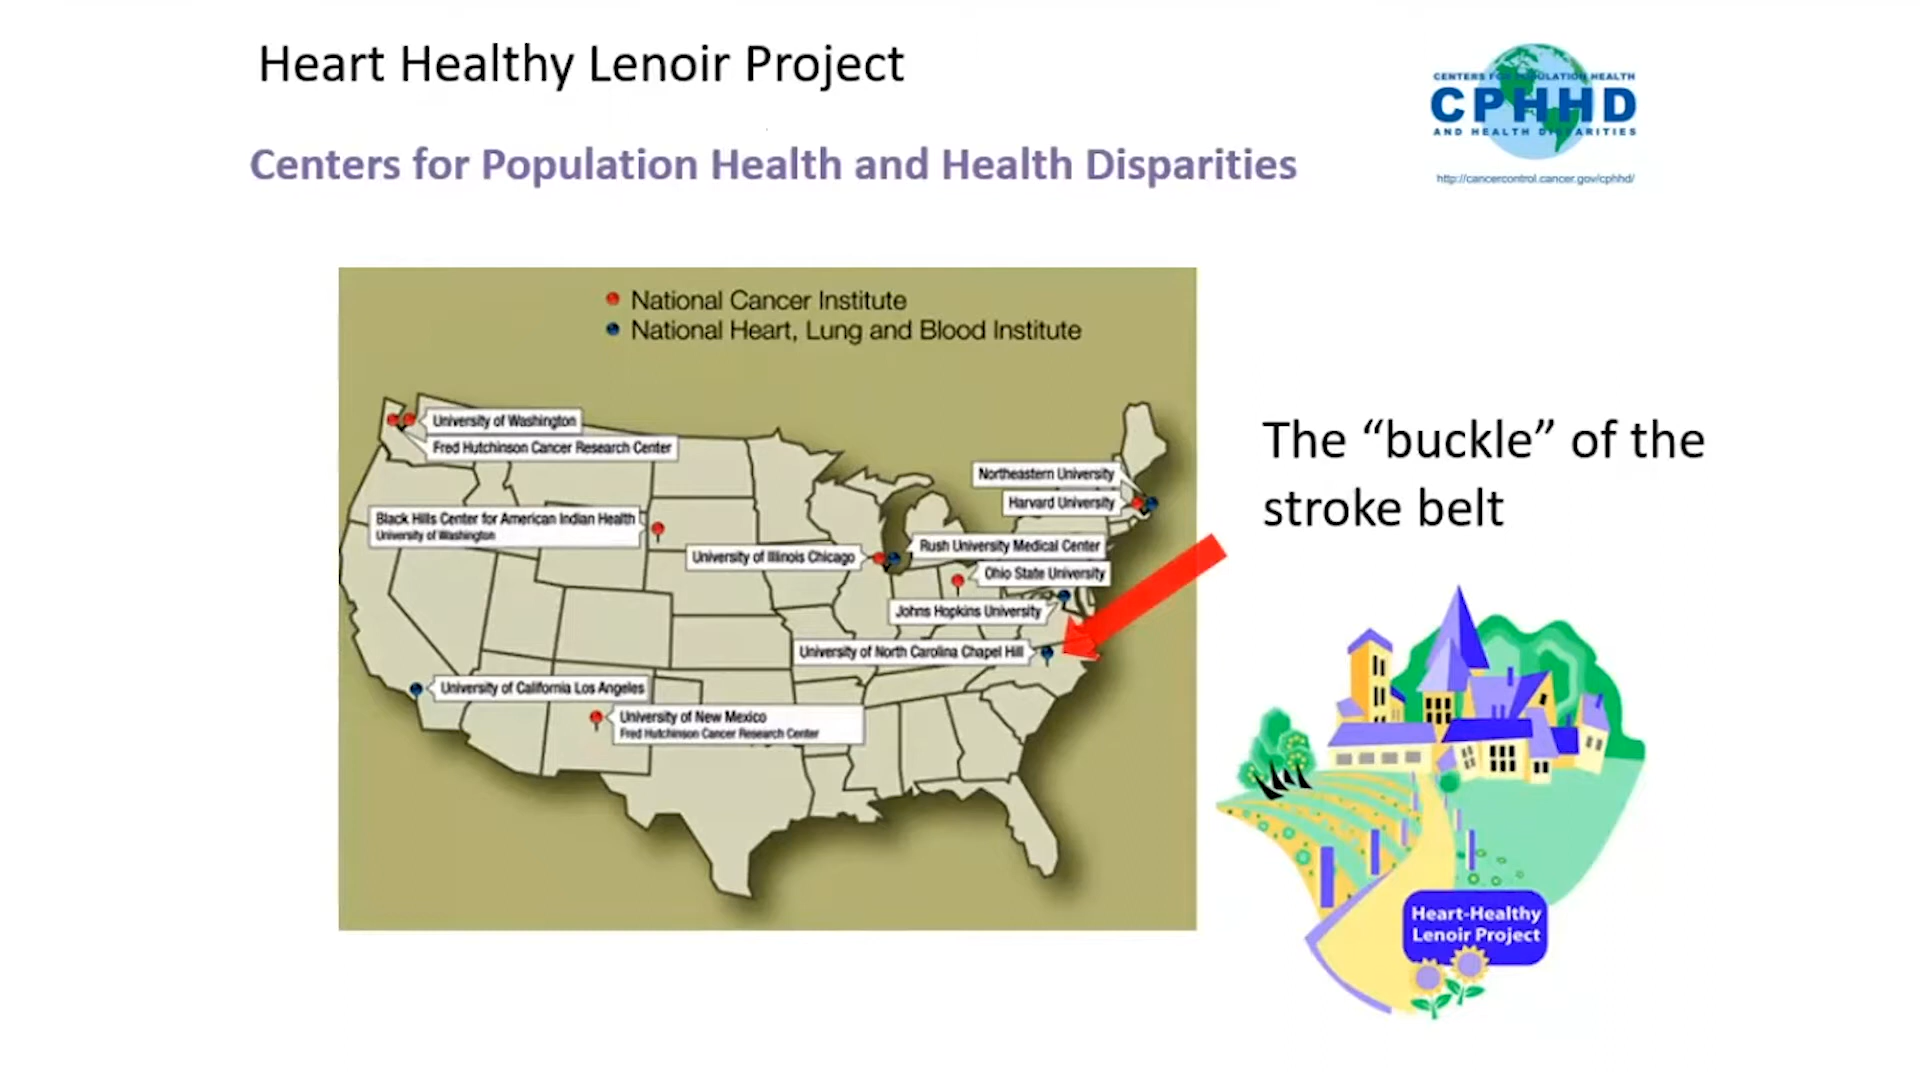 Heart Healthy Lenoir Project
CENTERS FOR POPULATION HEALTH
CPHHD
AND HEALTH DISPARITIES
http://cancercontrol.cancer.gov/cphhd/
Centers for Population Health and Health Disparities
National Cancer Institute
National Heart, Lung and Blood Institute
University of Washington
Fred Hutchinson Cancer Research Center
Northeastern University
Harvard University
Black Hills Center for American Indian Health
University of Washington
University of Illinois Chicago
Rush University Medical Center
Ohio State University
Johns Hopkins University
University of North Carolina Chapel Hill
University of California Los Angeles
University of New Mexico
Fred Hutchinson Cancer Research Center
The “buckle” of the
stroke belt
Heart-Healthy
Lenoir Project